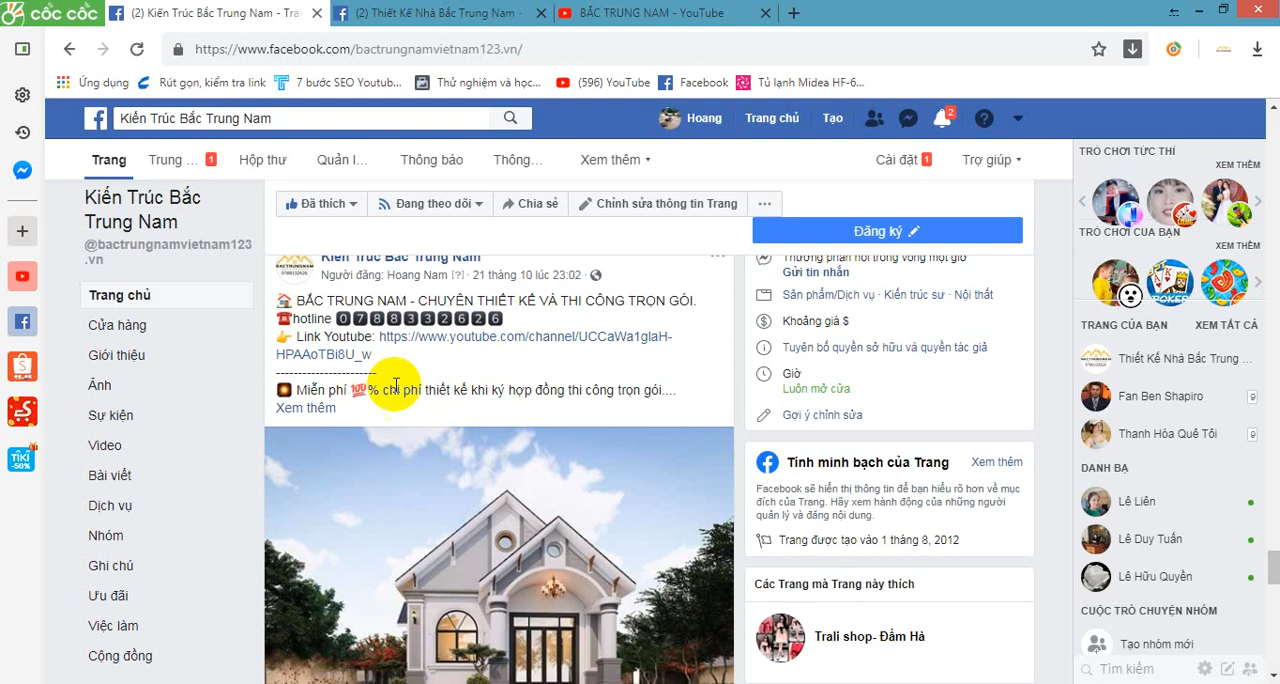 cốc cốc
(2) Kiến Trúc Bắc Trung Nam - Tra
(2) Thiết Kế Nhà Bắc Trung Nam -
BẮC TRUNG NAM - YouTube
https://www.facebook.com/bactrungnamvietnam123.vn/
Ứng dụng
Rút gọn, kiểm tra link
7 bước SEO Youtub...
Thử nghiệm và học...
(596) YouTube
Facebook
Tủ lạnh Midea HF-6...
Kiến Trúc Bắc Trung Nam
Hoang
Trang chủ
Tạo
2
Trang
Trung ... 1
Hộp thư
Quản l...
Thông báo
Thông...
Xem thêm
Cài đặt 1
Trợ giúp
Kiến Trúc Bắc
Trung Nam
@bactrungnamvietnam123
.vn
Trang chủ
Cửa hàng
Giới thiệu
Ảnh
Sự kiện
Video
Bài viết
Dịch vụ
Nhóm
Ghi chú
Ưu đãi
Việc làm
Cộng đồng
TIKI
-50%
Đã thích
Đang theo dõi
Chia sẻ
Chỉnh sửa thông tin Trang
...
Đăng ký
Kiến Trúc Bắc Trung Nam
Người đăng: Hoang Nam [?] · 21 tháng 10 lúc 23:02 ·
🏠 BẮC TRUNG NAM - CHUYÊN THIẾT KẾ VÀ THI CÔNG TRỌN GÓI.
☎️hotline 0788332626
👉 Link Youtube: https://www.youtube.com/channel/UCCaWa1glaH-
HPAAoTBi8U_w
-----------------------
Miễn phí 💯% chi phí thiết kế khi ký hợp đồng thi công trọn gói....
Xem thêm
Thường phản hồi trong vòng một giờ
Gửi tin nhắn
Sản phẩm/Dịch vụ · Kiến trúc sư · Nội thất
Khoảng giá $
Tuyên bố quyền sở hữu và quyền tác giả
Giờ
Luôn mở cửa
Gợi ý chỉnh sửa
Tính minh bạch của Trang
Xem thêm
Facebook sẽ hiển thị thông tin để bạn hiểu rõ hơn về mục
đích của Trang. Hãy xem hành động của những người
quản lý và đăng nội dung.
Trang được tạo vào 1 tháng 8, 2012
Các Trang mà Trang này thích
Trali shop- Đầm Hà
TRÒ CHƠI TỨC THÌ
XEM THÊM
TRÒ CHƠI CỦA BẠN
XEM THÊM
POKER
TRANG CỦA BẠN
XEM TẤT CẢ
Thiết Kế Nhà Bắc Trung ...
Fan Ben Shapiro
9
Thanh Hóa Quê Tôi
9
DANH BẠ
Lê Liên
Lê Duy Tuấn
Lê Hữu Quyền
CUỘC TRÒ CHUYỆN NHÓM
Tạo nhóm mới
Tìm kiếm